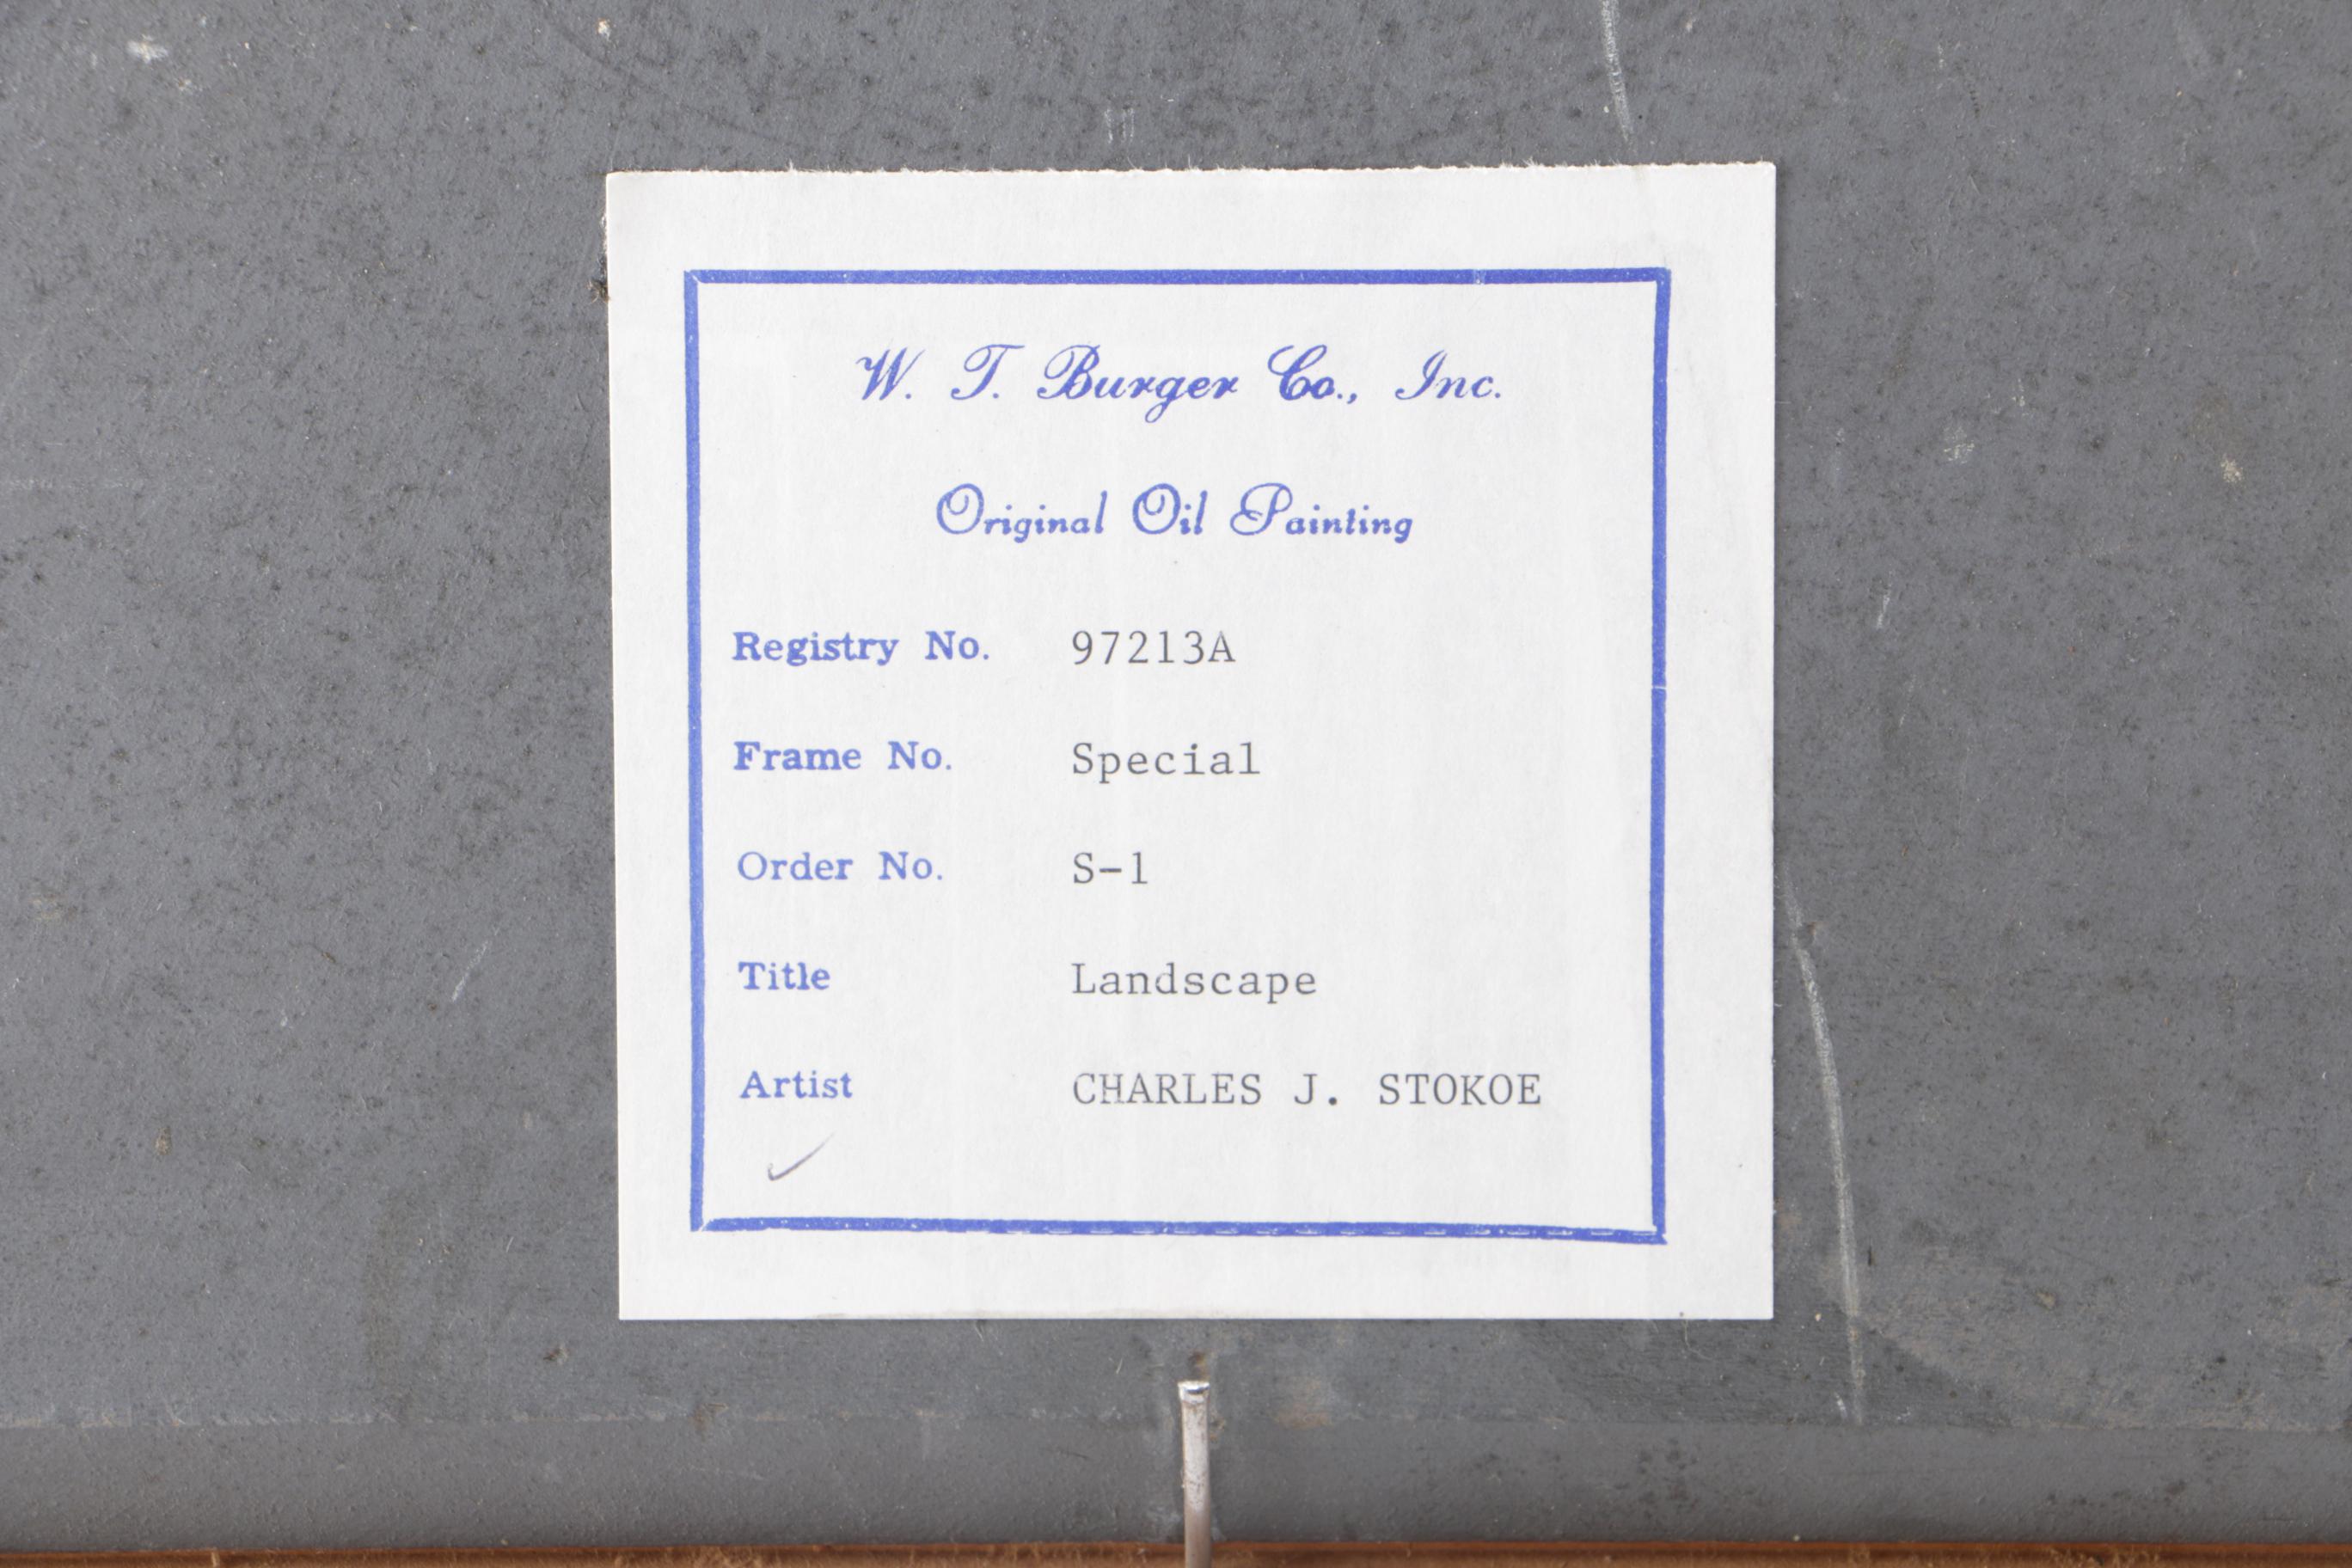 W. T. Burger Co., Inc.
Original Oil Painting
Registry No. 97213A
Frame No. Special
Order No. S-1
Title Landscape
Artist CHARLES J. STOKOE